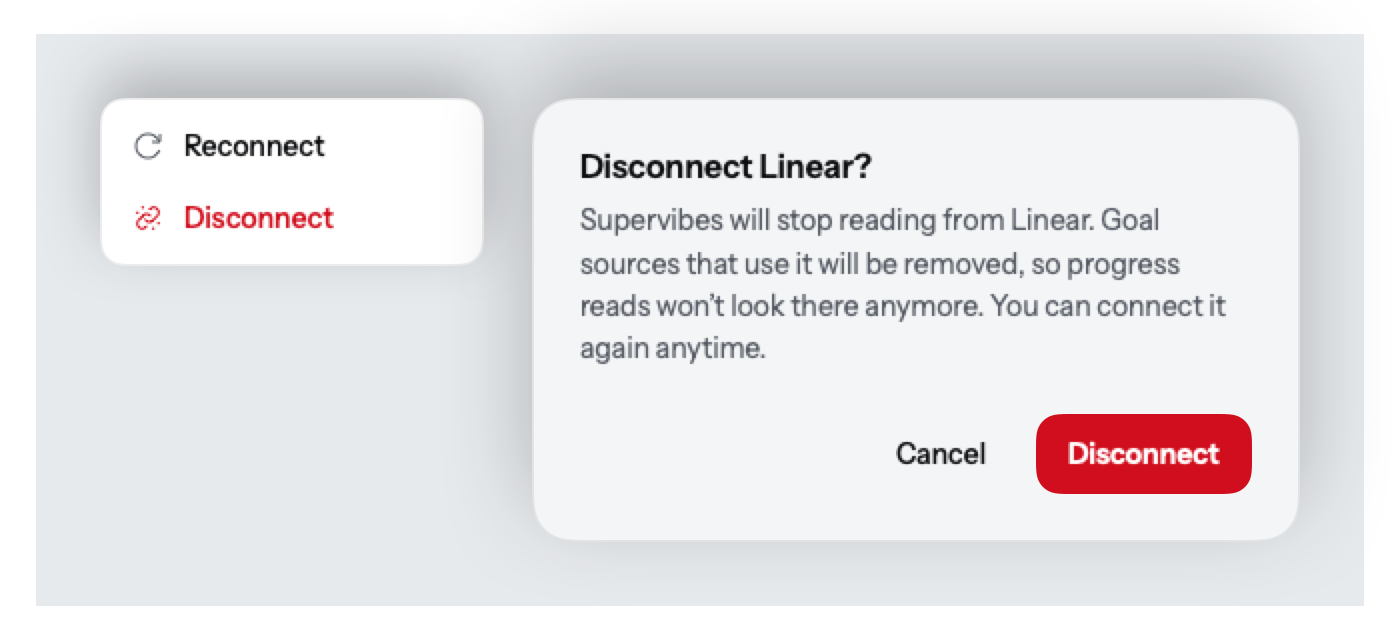 Reconnect
Disconnect
Disconnect Linear?
Supervibes will stop reading from Linear. Goal
sources that use it will be removed, so progress
reads won’t look there anymore. You can connect it
again anytime.
Cancel
Disconnect